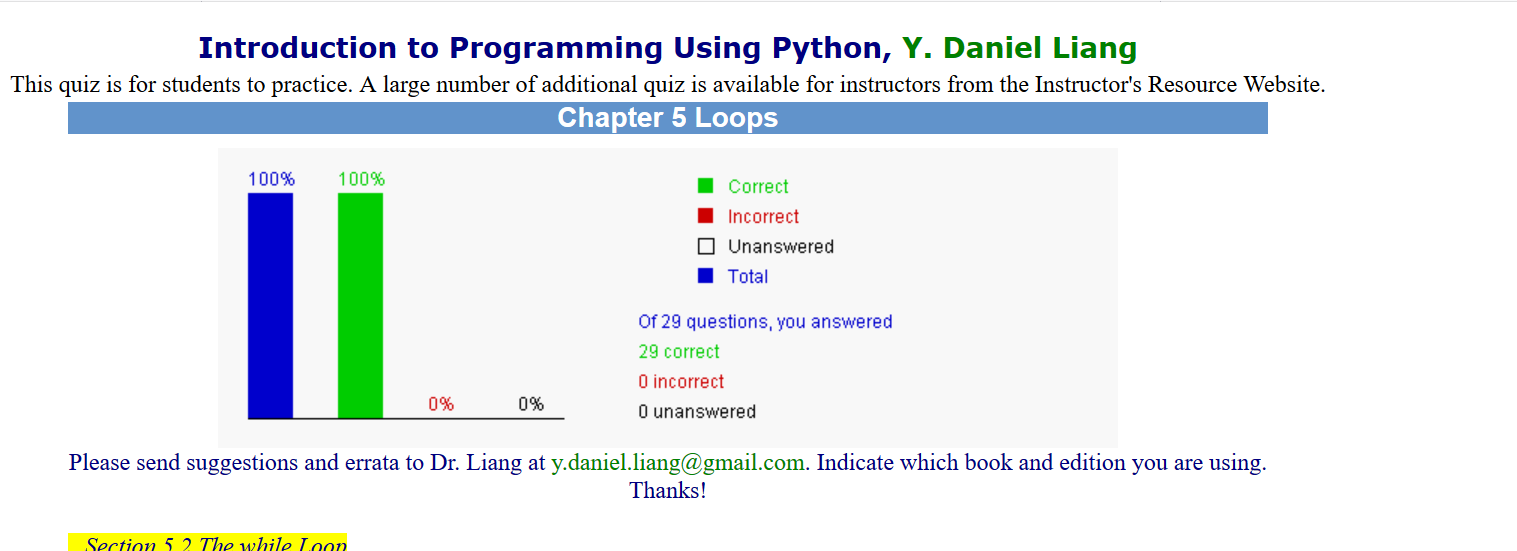 Introduction to Programming Using Python, Y. Daniel Liang
This quiz is for students to practice. A large number of additional quiz is available for instructors from the Instructor's Resource Website.
Chapter 5 Loops
100%
100%
0%
0%
Correct
Incorrect
Unanswered
Total
Of 29 questions, you answered
29 correct
0 incorrect
0 unanswered
Please send suggestions and errata to Dr. Liang at y.daniel.liang@gmail.com. Indicate which book and edition you are using.
Thanks!
Section 5.2 The while Loop